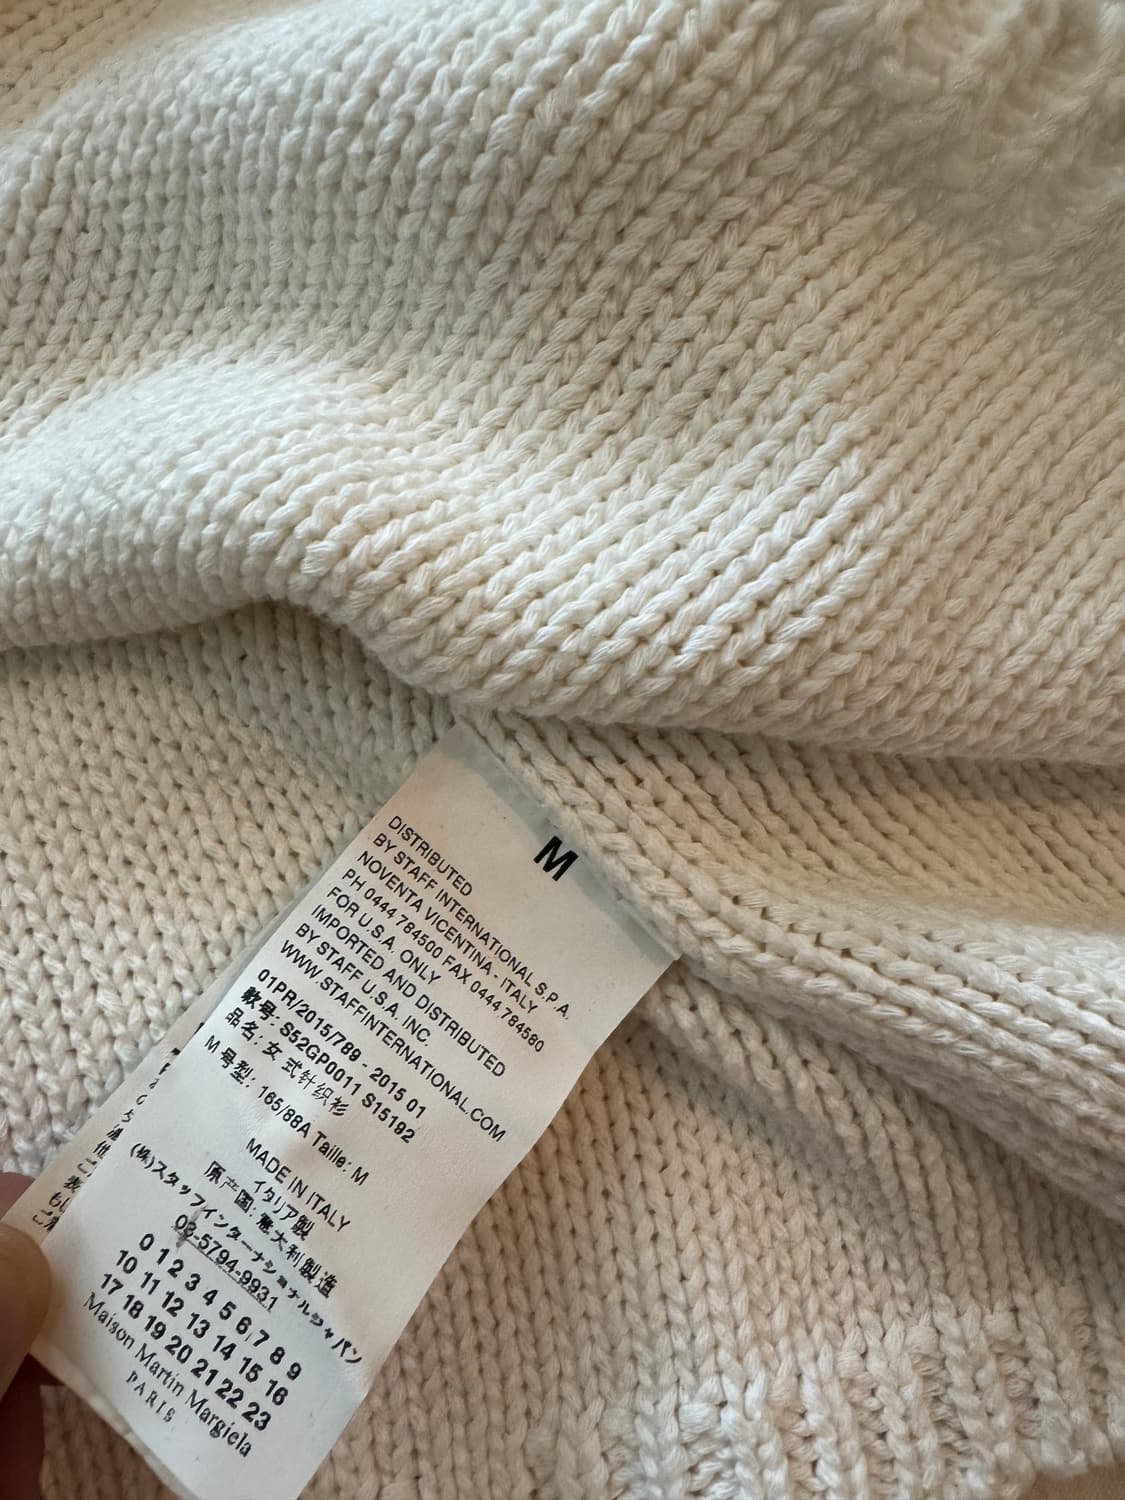 M
DISTRIBUTED
BY STAFF INTERNATIONAL S.P.A.
NOVENTA VICENTINA - ITALY
PH 0444 784500 FAX 0444 784580
FOR U.S.A. ONLY
IMPORTED AND DISTRIBUTED
BY STAFF U.S.A. INC.
WWW.STAFFINTERNATIONAL.COM
01PR/2015/789 - 2015 01
款号: S52GP0011 S15192
品名: 女 式针织衫
M 号型: 165/88A Taille: M
MADE IN ITALY
イタリア製
原产国: 意大利製造
(株)スタッフインターナショナルジャパン
03-5794-9931
0 1 2 3 4 5 6 7 8 9
10 11 12 13 14 15 16
17 18 19 20 21 22 23
Maison Martin Margiela
PARIS